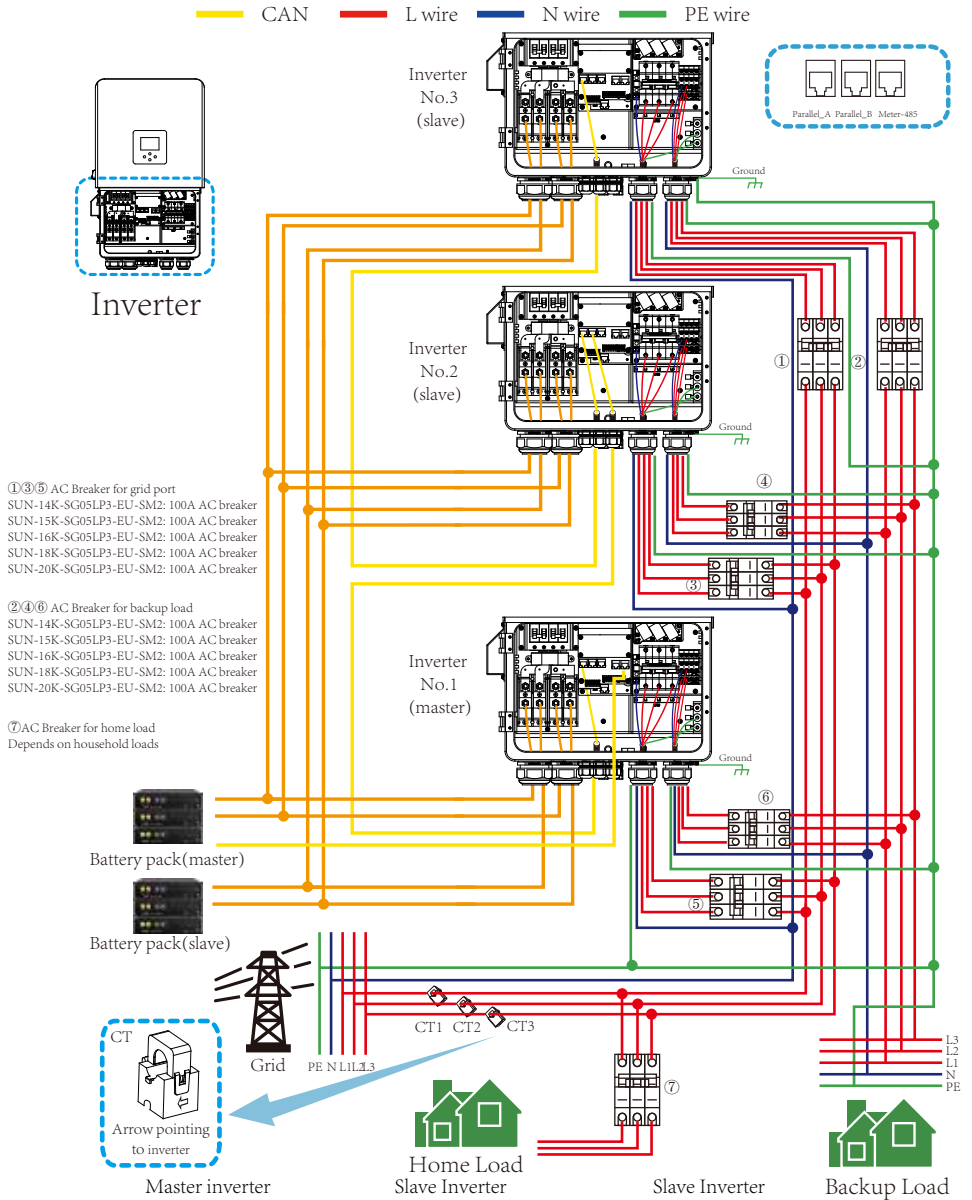 CAN L wire N wire PE wire
Inverter
No.3
(slave)
Parallel_A Parallel_B Meter-485
Ground
Inverter
Inverter
No.2
(slave)
① ②
Ground
①③⑤ AC Breaker for grid port
SUN-14K-SG05LP3-EU-SM2: 100A AC breaker
SUN-15K-SG05LP3-EU-SM2: 100A AC breaker
SUN-16K-SG05LP3-EU-SM2: 100A AC breaker
SUN-18K-SG05LP3-EU-SM2: 100A AC breaker
SUN-20K-SG05LP3-EU-SM2: 100A AC breaker
④
③
②④⑥ AC Breaker for backup load
SUN-14K-SG05LP3-EU-SM2: 100A AC breaker
SUN-15K-SG05LP3-EU-SM2: 100A AC breaker
SUN-16K-SG05LP3-EU-SM2: 100A AC breaker
SUN-18K-SG05LP3-EU-SM2: 100A AC breaker
SUN-20K-SG05LP3-EU-SM2: 100A AC breaker
Inverter
No.1
(master)
⑦AC Breaker for home load
Depends on household loads
Ground
⑥
Battery pack(master)
⑤
Battery pack(slave)
CT1 CT2 CT3
Grid
PE N L1 L2 L3
CT
Arrow pointing
to inverter
⑦
L3
L2
L1
N
PE
Home Load
Backup Load
Master inverter Slave Inverter Slave Inverter